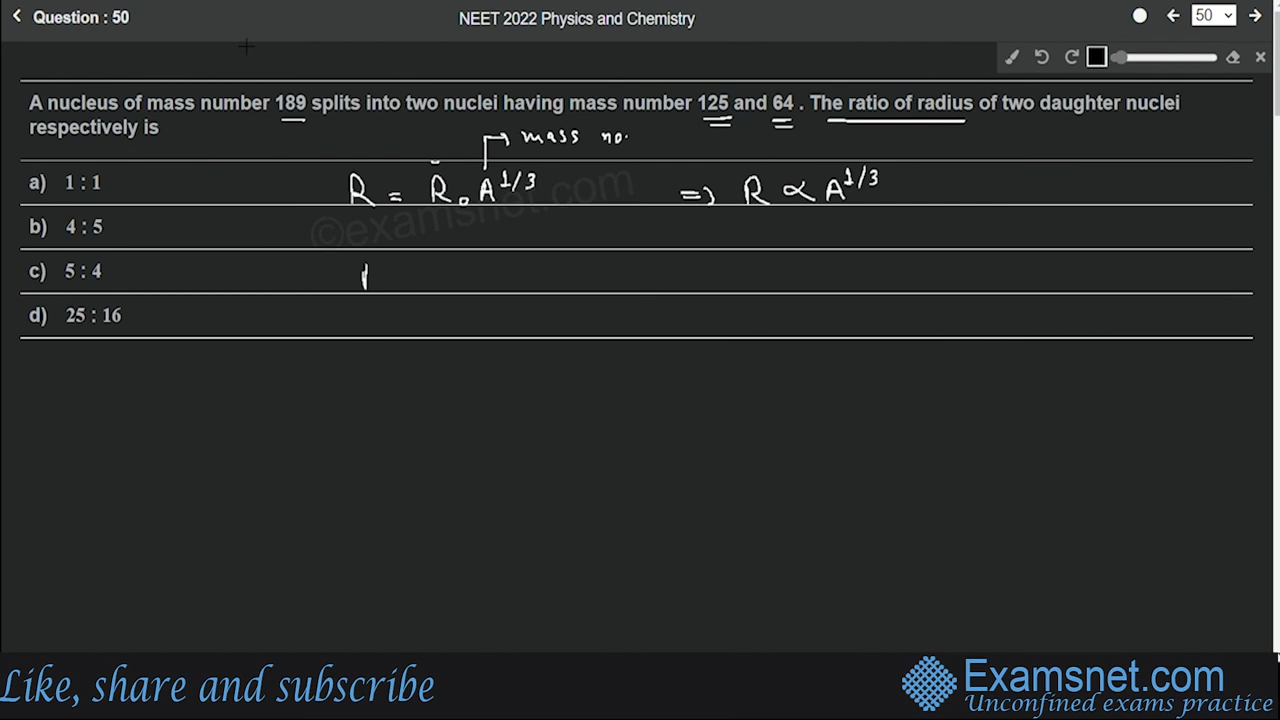 Question : 50
NEET 2022 Physics and Chemistry
50
A nucleus of mass number 189 splits into two nuclei having mass number 125 and 64 . The ratio of radius of two daughter nuclei
respectively is
mass no.
a) 1 : 1
R = R₀ A^1/3 => R ∝ A^1/3
©examsnet.com
b) 4 : 5
c) 5 : 4
d) 25 : 16
Like, share and subscribe
Examsnet.com
Unconfined exams practice